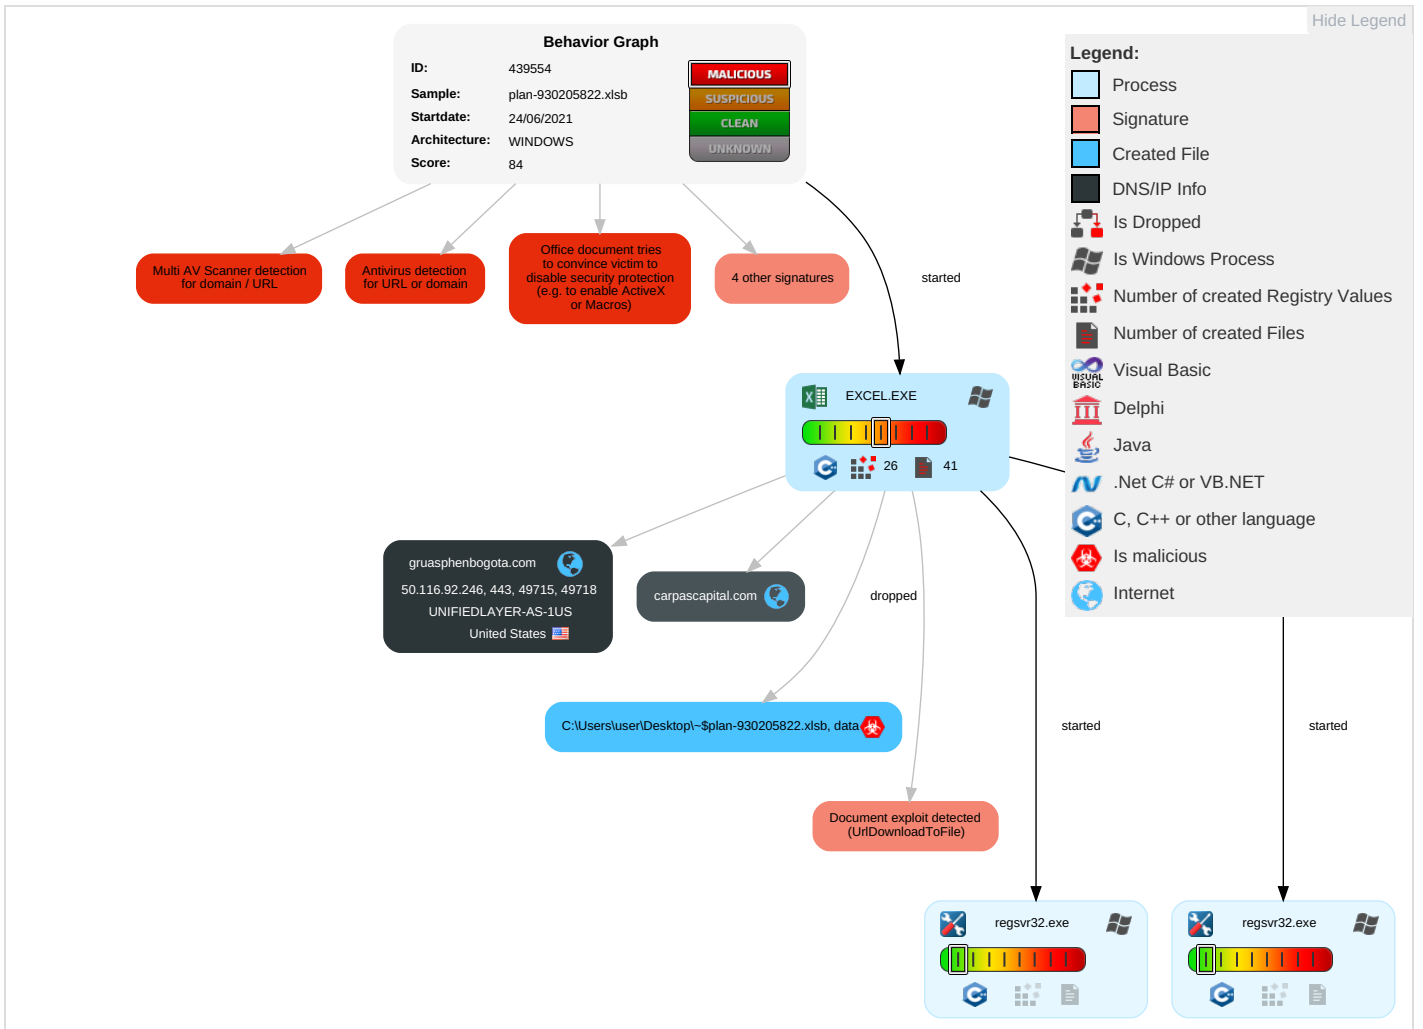 Hide Legend
Behavior Graph
ID: 439554
Sample: plan-930205822.xlsb
Startdate: 24/06/2021
Architecture: WINDOWS
Score: 84
MALICIOUS
SUSPICIOUS
CLEAN
UNKNOWN
Legend:
Process
Signature
Created File
DNS/IP Info
Is Dropped
Is Windows Process
Number of created Registry Values
Number of created Files
VISUAL
BASIC
Visual Basic
Delphi
Java
.Net C# or VB.NET
C, C++ or other language
Is malicious
Internet
Multi AV Scanner detection
for domain / URL
Antivirus detection
for URL or domain
Office document tries
to convince victim to
disable security protection
(e.g. to enable ActiveX
or Macros)
4 other signatures
started
EXCEL.EXE
26
41
gruasphenbogota.com
50.116.92.246, 443, 49715, 49718
UNIFIEDLAYER-AS-1US
United States
carpascapital.com
dropped
C:\Users\user\Desktop\~$plan-930205822.xlsb, data
started
started
Document exploit detected
(UrlDownloadToFile)
regsvr32.exe
regsvr32.exe